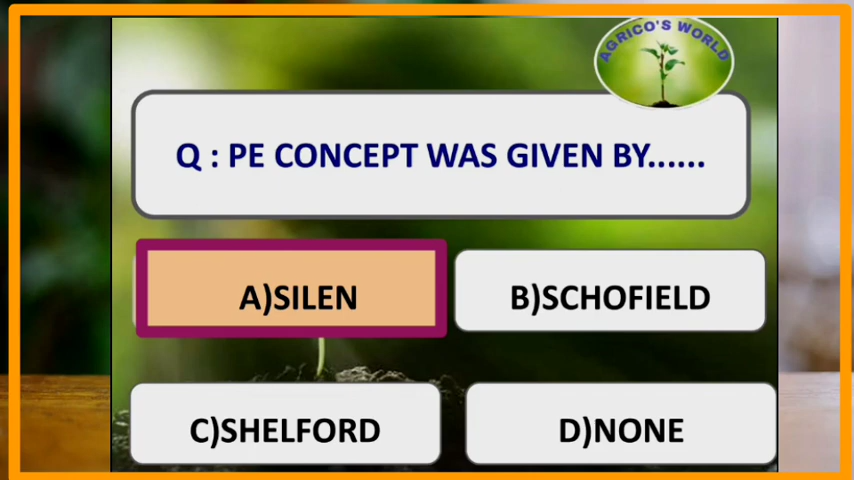 AGRICO'S WORLD
Q : PE CONCEPT WAS GIVEN BY......
A)SILEN
B)SCHOFIELD
C)SHELFORD
D)NONE